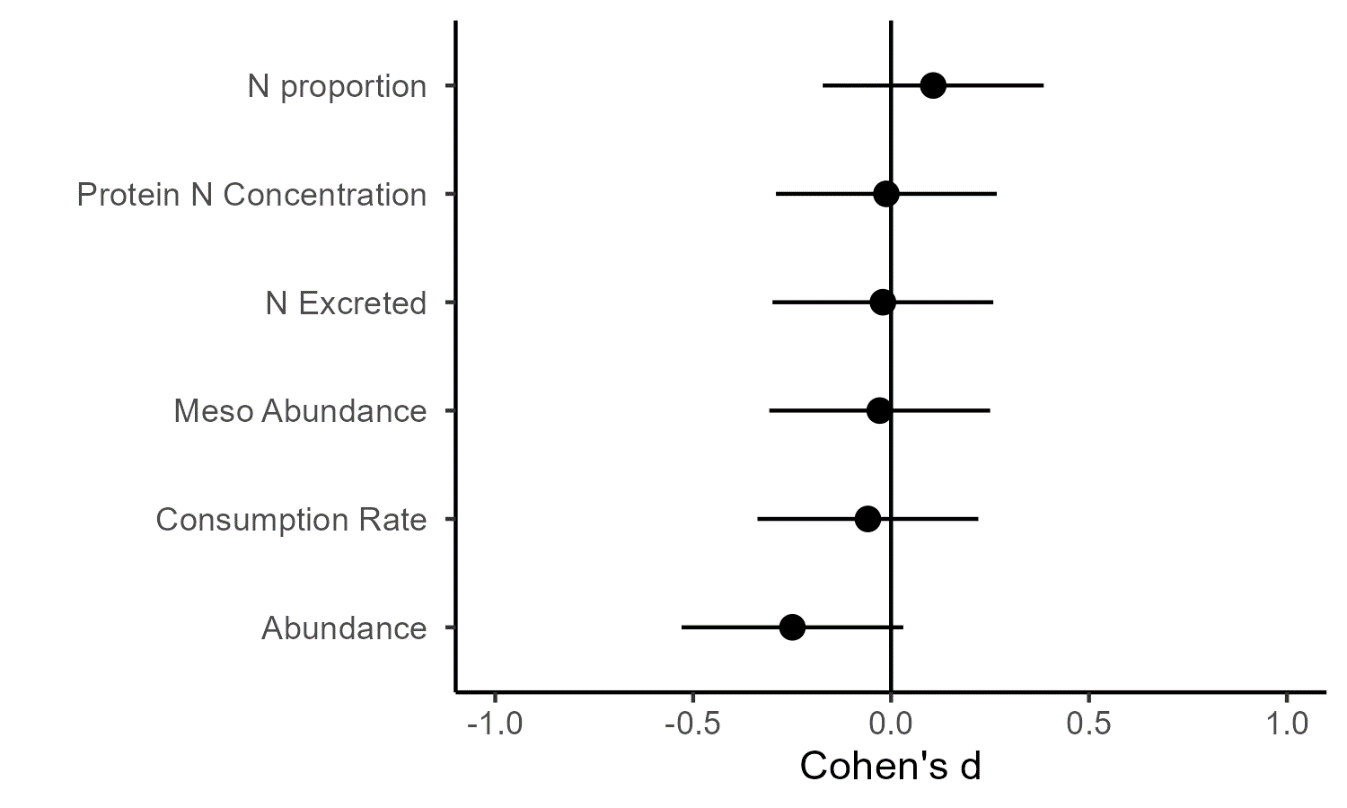 N proportion
Protein N Concentration
N Excreted
Meso Abundance
Consumption Rate
Abundance
-1.0 -0.5 0.0 0.5 1.0
Cohen's d